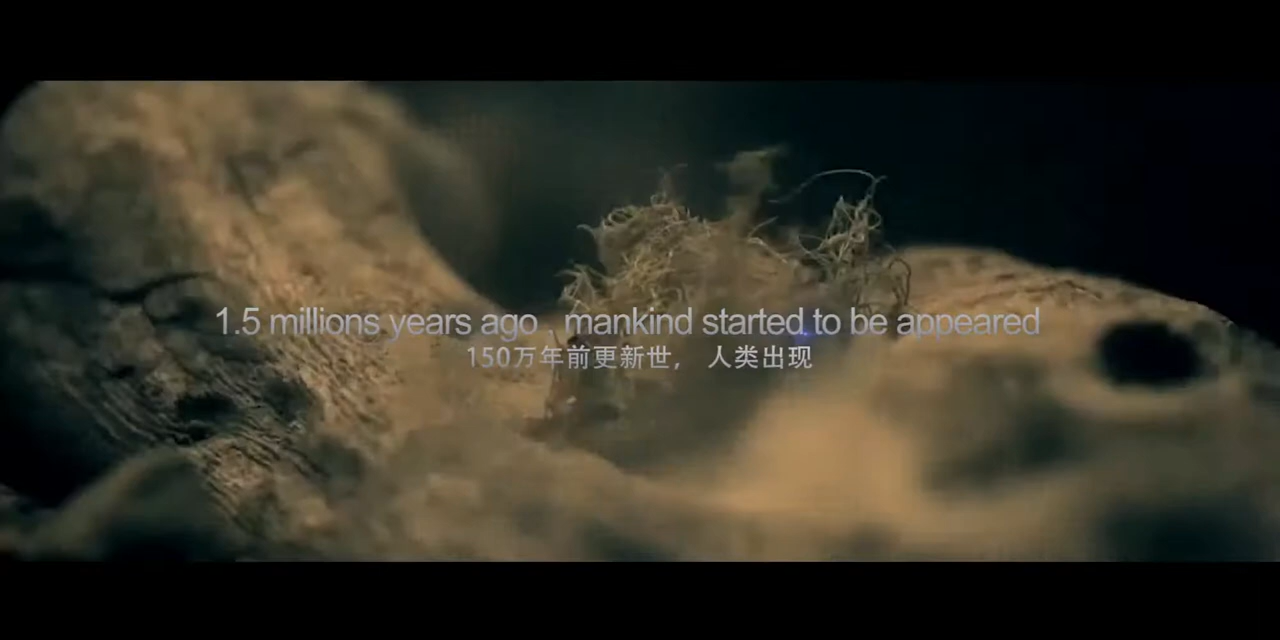 1.5 millions years ago , mankind started to be appeared
150万年前更新世， 人类出现